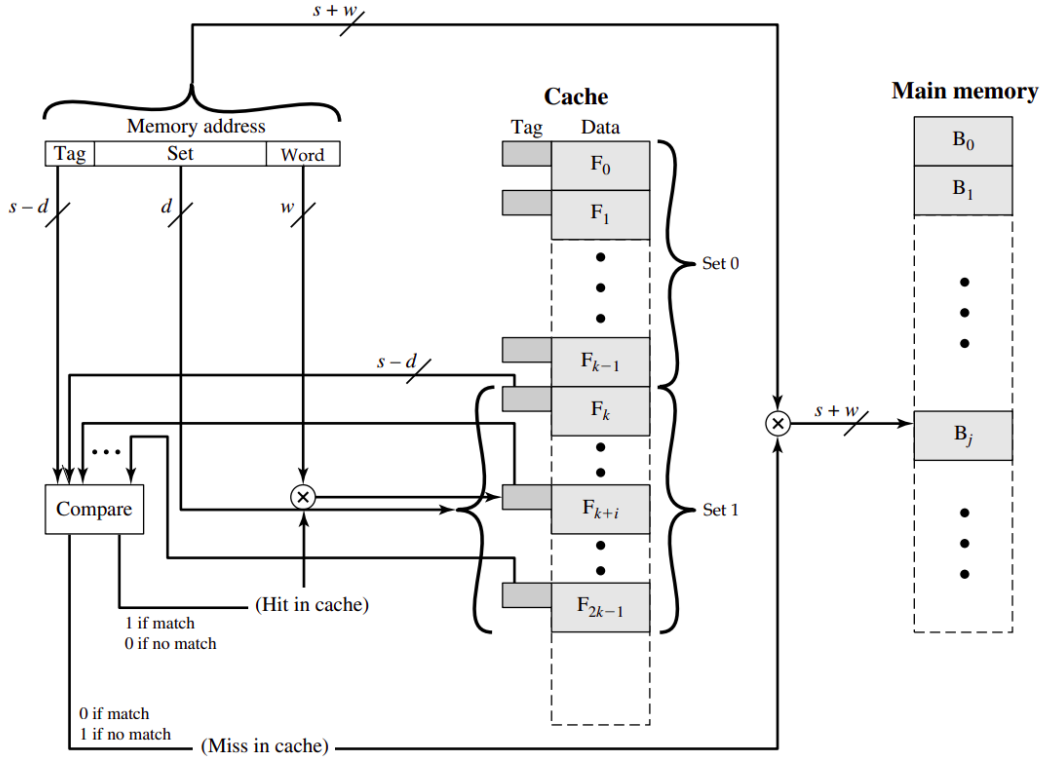 s + w
Cache
Main memory
Memory address
Tag Data
Tag Set Word
B0
F0
B1
s – d d w
F1
Set 0
Fk–1
s – d
Fk
s + w
Bj
Compare
Fk+i
Set 1
(Hit in cache)
F2k–1
1 if match
0 if no match
0 if match
1 if no match
(Miss in cache)